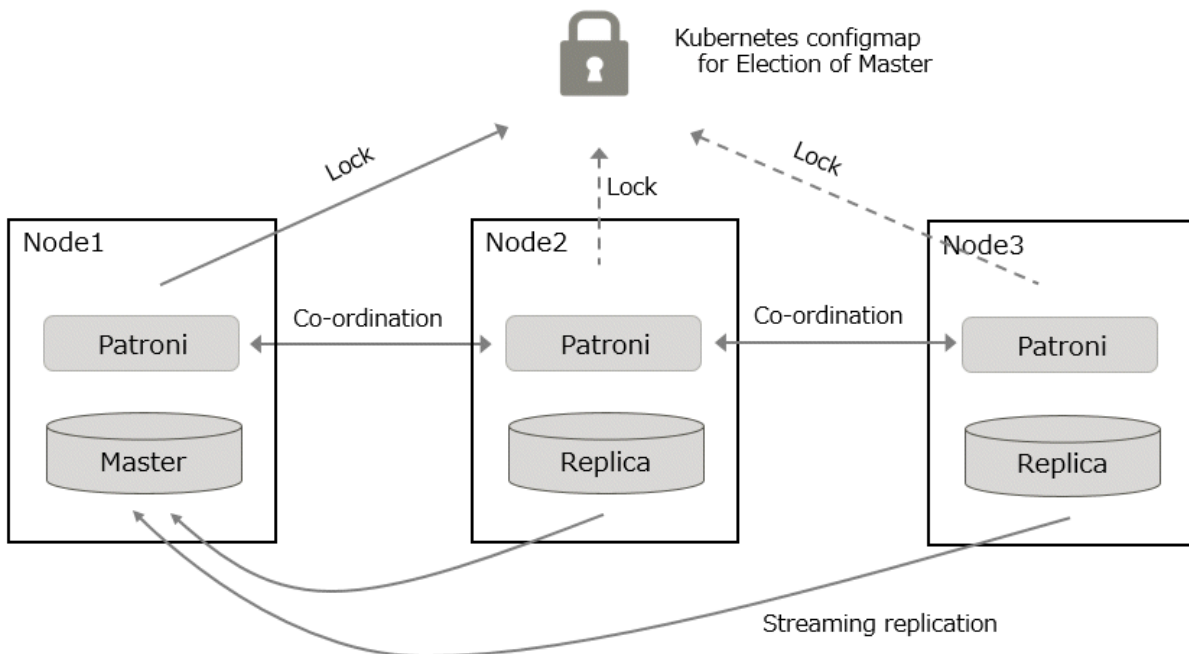 Kubernetes configmap
for Election of Master
Lock
Lock
Lock
Node1
Node2
Node3
Co-ordination
Co-ordination
Patroni
Patroni
Patroni
Master
Replica
Replica
Streaming replication